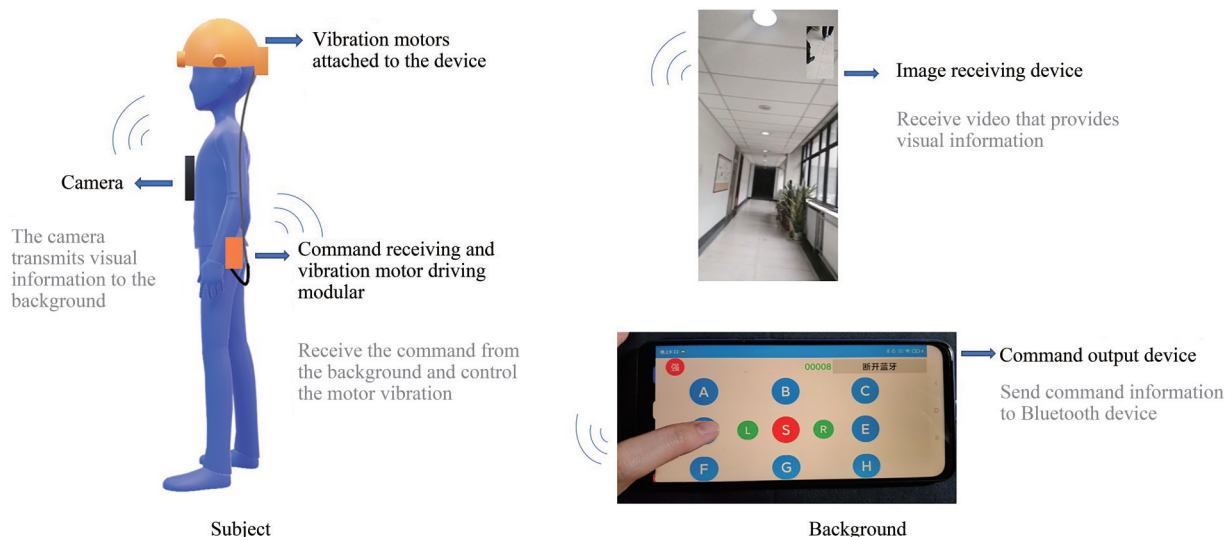 Vibration motors
attached to the device
Camera
The camera
transmits visual
information to the
background
Command receiving and
vibration motor driving
modular
Receive the command from
the background and control
the motor vibration
Subject
Image receiving device
Receive video that provides
visual information
强
00008
断开蓝牙
A
B
C
L
S
R
E
F
G
H
Command output device
Send command information
to Bluetooth device
Background